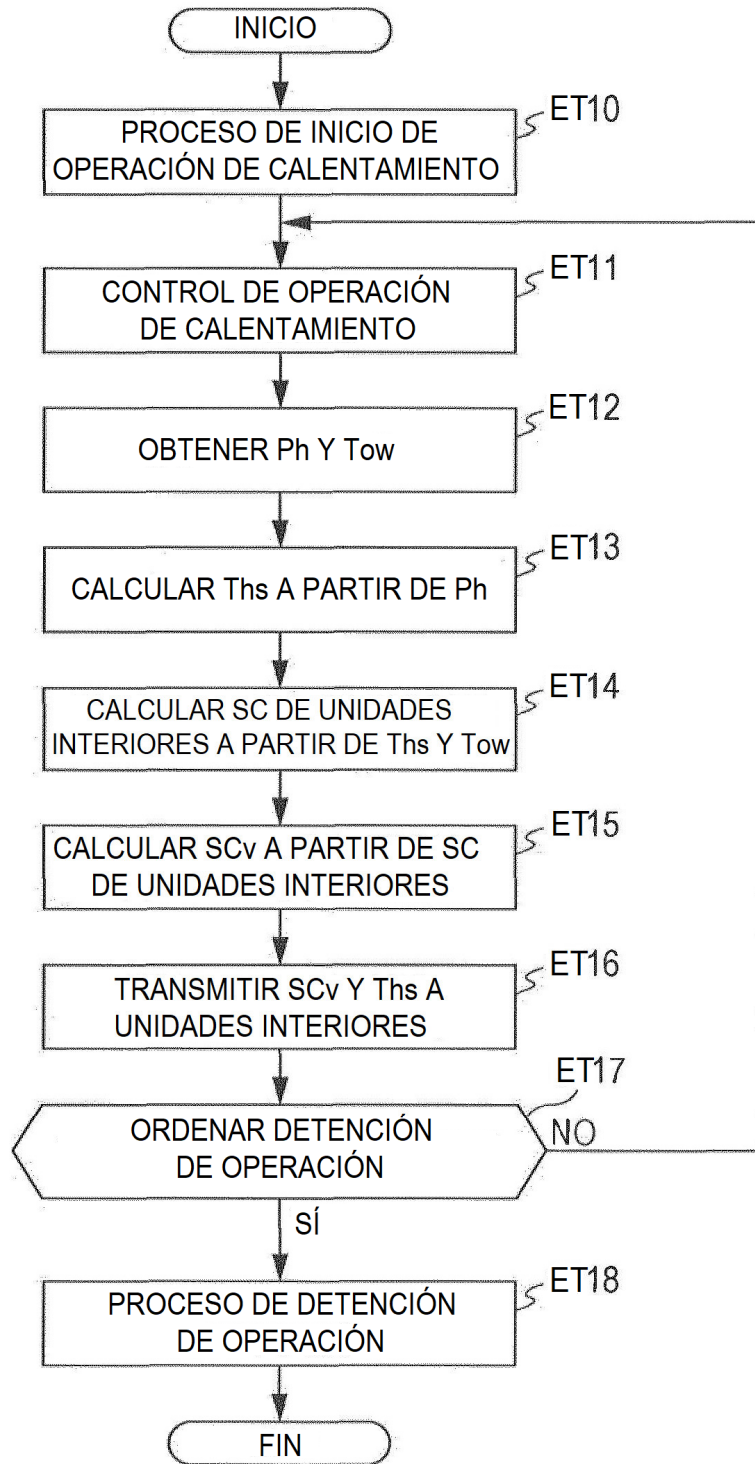 INICIO
ET10
PROCESO DE INICIO DE
OPERACIÓN DE CALENTAMIENTO
ET11
CONTROL DE OPERACIÓN
DE CALENTAMIENTO
ET12
OBTENER Ph Y Tow
ET13
CALCULAR Ths A PARTIR DE Ph
ET14
CALCULAR SC DE UNIDADES
INTERIORES A PARTIR DE Ths Y Tow
ET15
CALCULAR SCv A PARTIR DE SC
DE UNIDADES INTERIORES
ET16
TRANSMITIR SCv Y Ths A
UNIDADES INTERIORES
ET17
ORDENAR DETENCIÓN
DE OPERACIÓN
NO
SÍ
ET18
PROCESO DE DETENCIÓN
DE OPERACIÓN
FIN